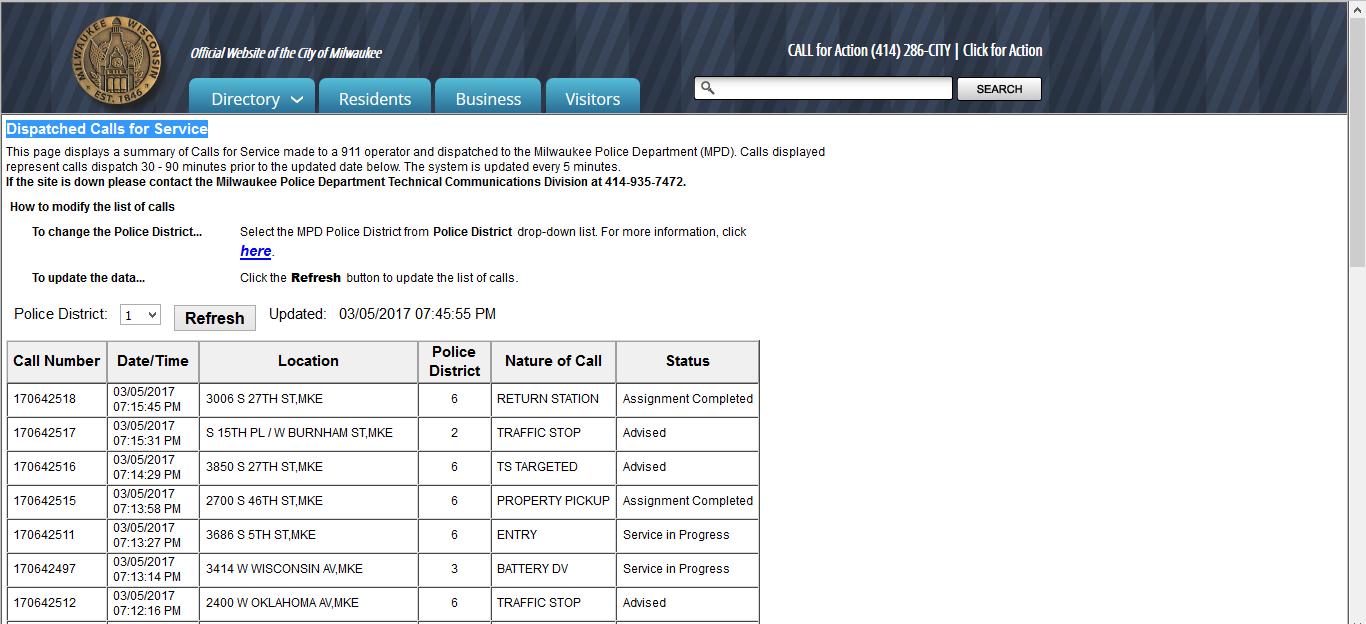 MILWAUKEE WISCONSIN
EST. 1846
Official Website of the City of Milwaukee
CALL for Action (414) 286-CITY | Click for Action
Directory
Residents
Business
Visitors
SEARCH
Dispatched Calls for Service
This page displays a summary of Calls for Service made to a 911 operator and dispatched to the Milwaukee Police Department (MPD). Calls displayed
represent calls dispatch 30 - 90 minutes prior to the updated date below. The system is updated every 5 minutes.
If the site is down please contact the Milwaukee Police Department Technical Communications Division at 414-935-7472.
How to modify the list of calls
To change the Police District... Select the MPD Police District from Police District drop-down list. For more information, click
here.
To update the data... Click the Refresh button to update the list of calls.
Police District: 1 Refresh Updated: 03/05/2017 07:45:55 PM
Call Number Date/Time Location Police District Nature of Call Status
170642518 03/05/2017 07:15:45 PM 3006 S 27TH ST,MKE 6 RETURN STATION Assignment Completed
170642517 03/05/2017 07:15:31 PM S 15TH PL / W BURNHAM ST,MKE 2 TRAFFIC STOP Advised
170642516 03/05/2017 07:14:29 PM 3850 S 27TH ST,MKE 6 TS TARGETED Advised
170642515 03/05/2017 07:13:58 PM 2700 S 46TH ST,MKE 6 PROPERTY PICKUP Assignment Completed
170642511 03/05/2017 07:13:27 PM 3686 S 5TH ST,MKE 6 ENTRY Service in Progress
170642497 03/05/2017 07:13:14 PM 3414 W WISCONSIN AV,MKE 3 BATTERY DV Service in Progress
170642512 03/05/2017 07:12:16 PM 2400 W OKLAHOMA AV,MKE 6 TRAFFIC STOP Advised